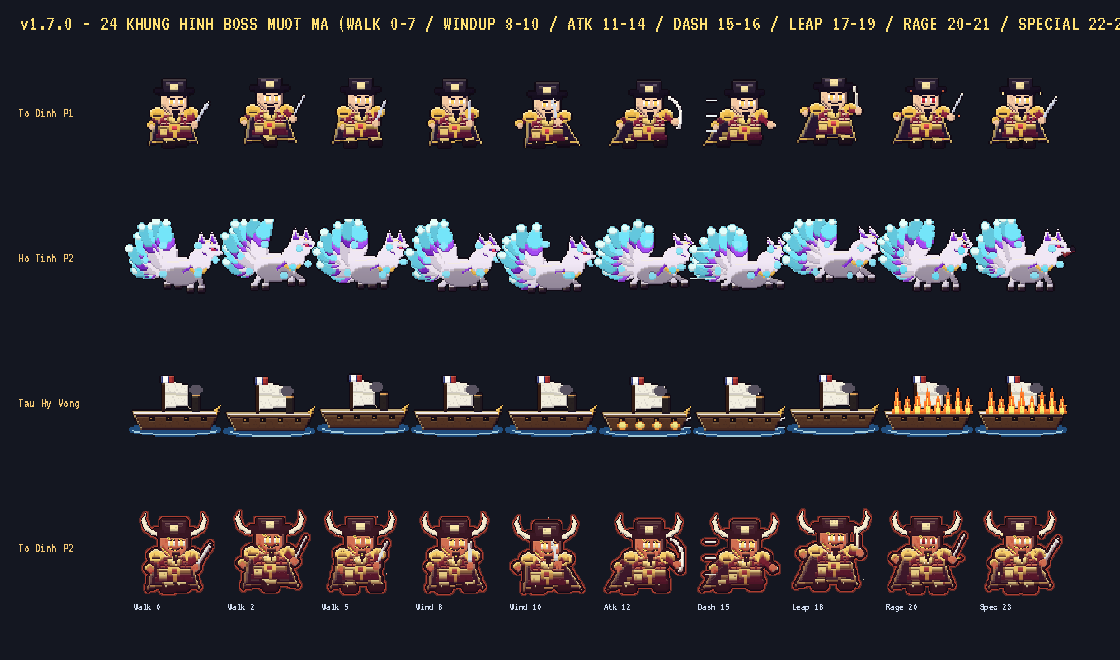 v1.7.0 - 24 KHUNG HINH BOSS MUOT MA (WALK 0-7 / WINDUP 8-10 / ATK 11-14 / DASH 15-16 / LEAP 17-19 / RAGE 20-21 / SPECIAL 22-2
To Dinh P1
Ho Tinh P2
Tau Hy Vong
To Dinh P2
Walk 0 Walk 2 Walk 5 Wind 8 Wind 10 Atk 12 Dash 15 Leap 18 Rage 20 Spec 23